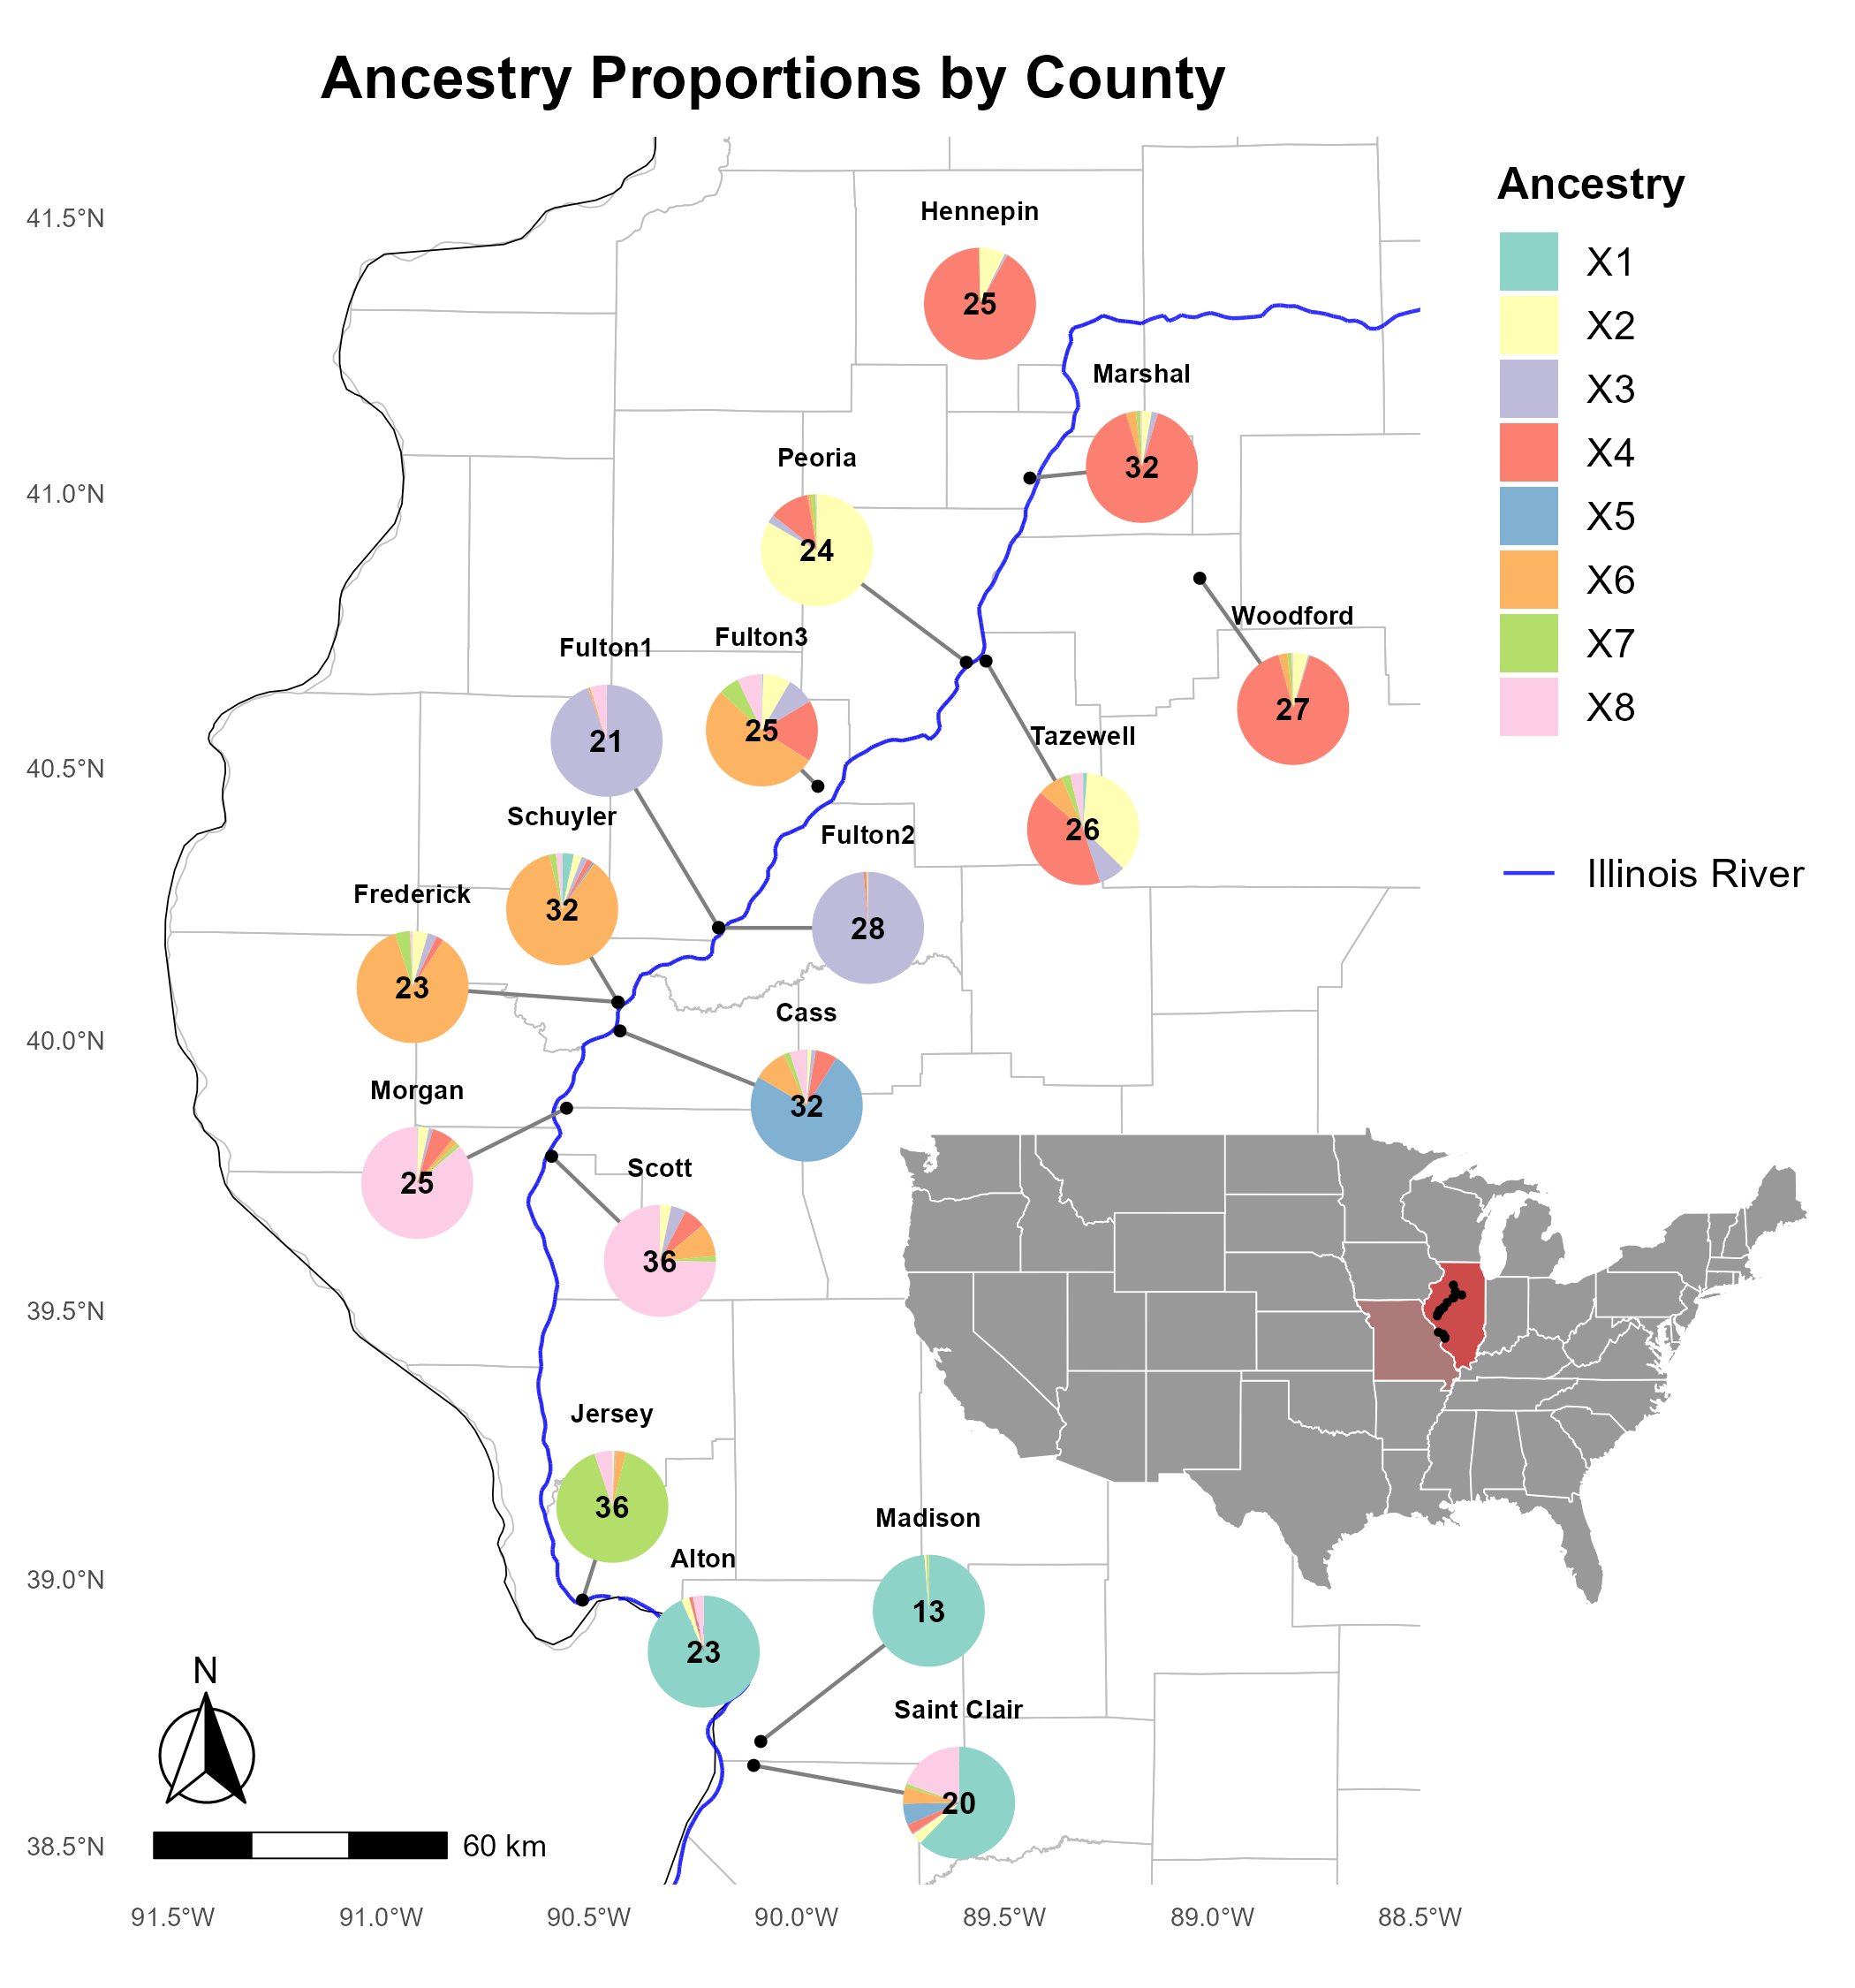 Ancestry Proportions by County
41.5°N
41.0°N
40.5°N
40.0°N
39.5°N
39.0°N
38.5°N
91.5°W
91.0°W
90.5°W
90.0°W
89.5°W
89.0°W
88.5°W
Hennepin
25
Marshal
32
Peoria
24
Woodford
27
Fulton3
25
Fulton1
21
Tazewell
26
Schuyler
32
Fulton2
28
Frederick
23
Cass
32
Morgan
25
Scott
36
Jersey
36
Madison
13
Alton
23
Saint Clair
20
N
60 km
Ancestry
X1
X2
X3
X4
X5
X6
X7
X8
Illinois River